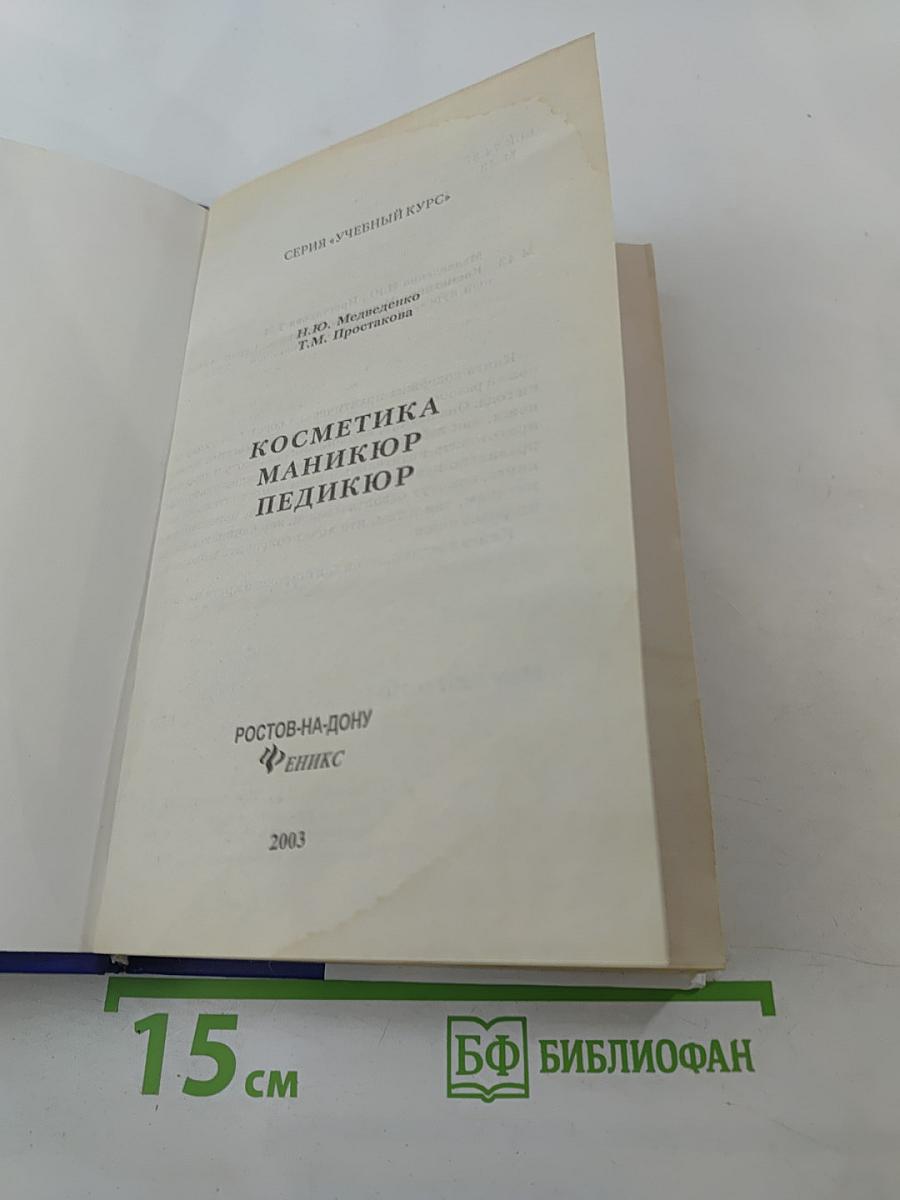 СЕРИЯ «УЧЕБНЫЙ КУРС»
Н.Ю. Медведенко
Т.М. Простакова
КОСМЕТИКА
МАНИКЮР
ПЕДИКЮР
РОСТОВ-НА-ДОНУ
ФЕНИКС
2003
15 см
БФ БИБЛИОФАН